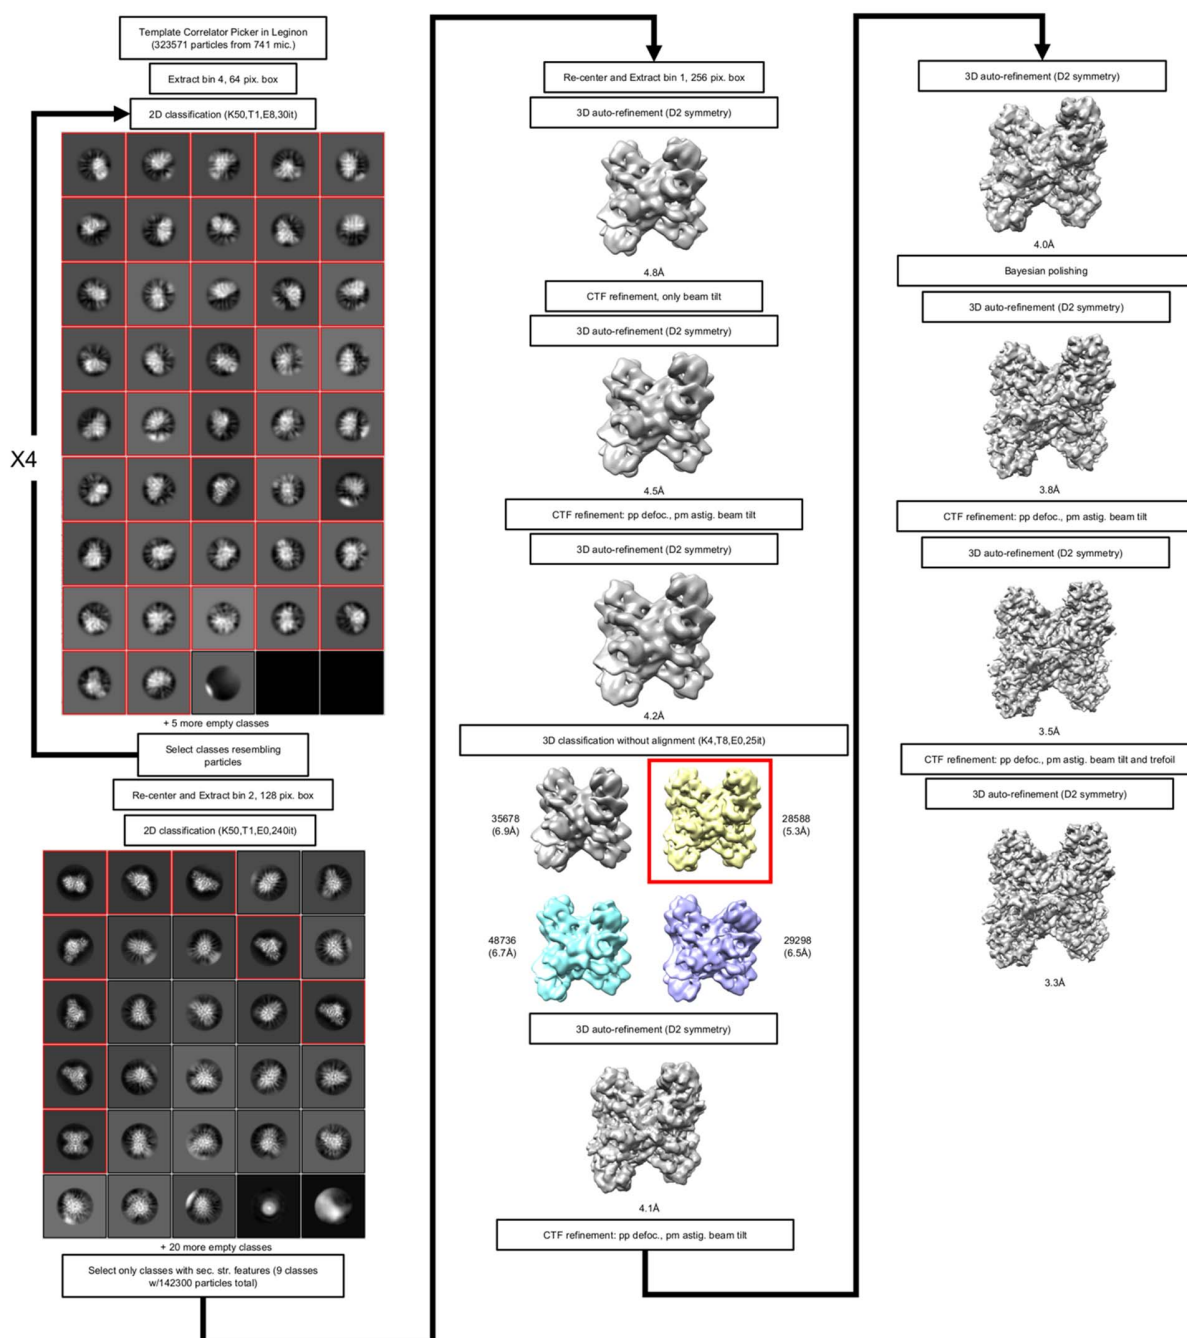 Template Correlator Picker in Leginon
(323571 particles from 741 mic.)
Extract bin 4, 64 pix. box
2D classification (K50,T1,E8,30it)
X4
+ 5 more empty classes
Select classes resembling
particles
Re-center and Extract bin 2, 128 pix. box
2D classification (K50,T1,E0,240it)
+ 20 more empty classes
Select only classes with sec. str. features (9 classes
w/142300 particles total)
Re-center and Extract bin 1, 256 pix. box
3D auto-refinement (D2 symmetry)
4.8Å
CTF refinement, only beam tilt
3D auto-refinement (D2 symmetry)
4.5Å
CTF refinement: pp defoc., pm astig. beam tilt
3D auto-refinement (D2 symmetry)
4.2Å
3D classification without alignment (K4,T8,E0,25it)
35678
(6.9Å)
28588
(5.3Å)
48736
(6.7Å)
29298
(6.5Å)
3D auto-refinement (D2 symmetry)
4.1Å
CTF refinement: pp defoc., pm astig. beam tilt
3D auto-refinement (D2 symmetry)
4.0Å
Bayesian polishing
3D auto-refinement (D2 symmetry)
3.8Å
CTF refinement: pp defoc., pm astig. beam tilt
3D auto-refinement (D2 symmetry)
3.5Å
CTF refinement: pp defoc., pm astig. beam tilt and trefoil
3D auto-refinement (D2 symmetry)
3.3Å